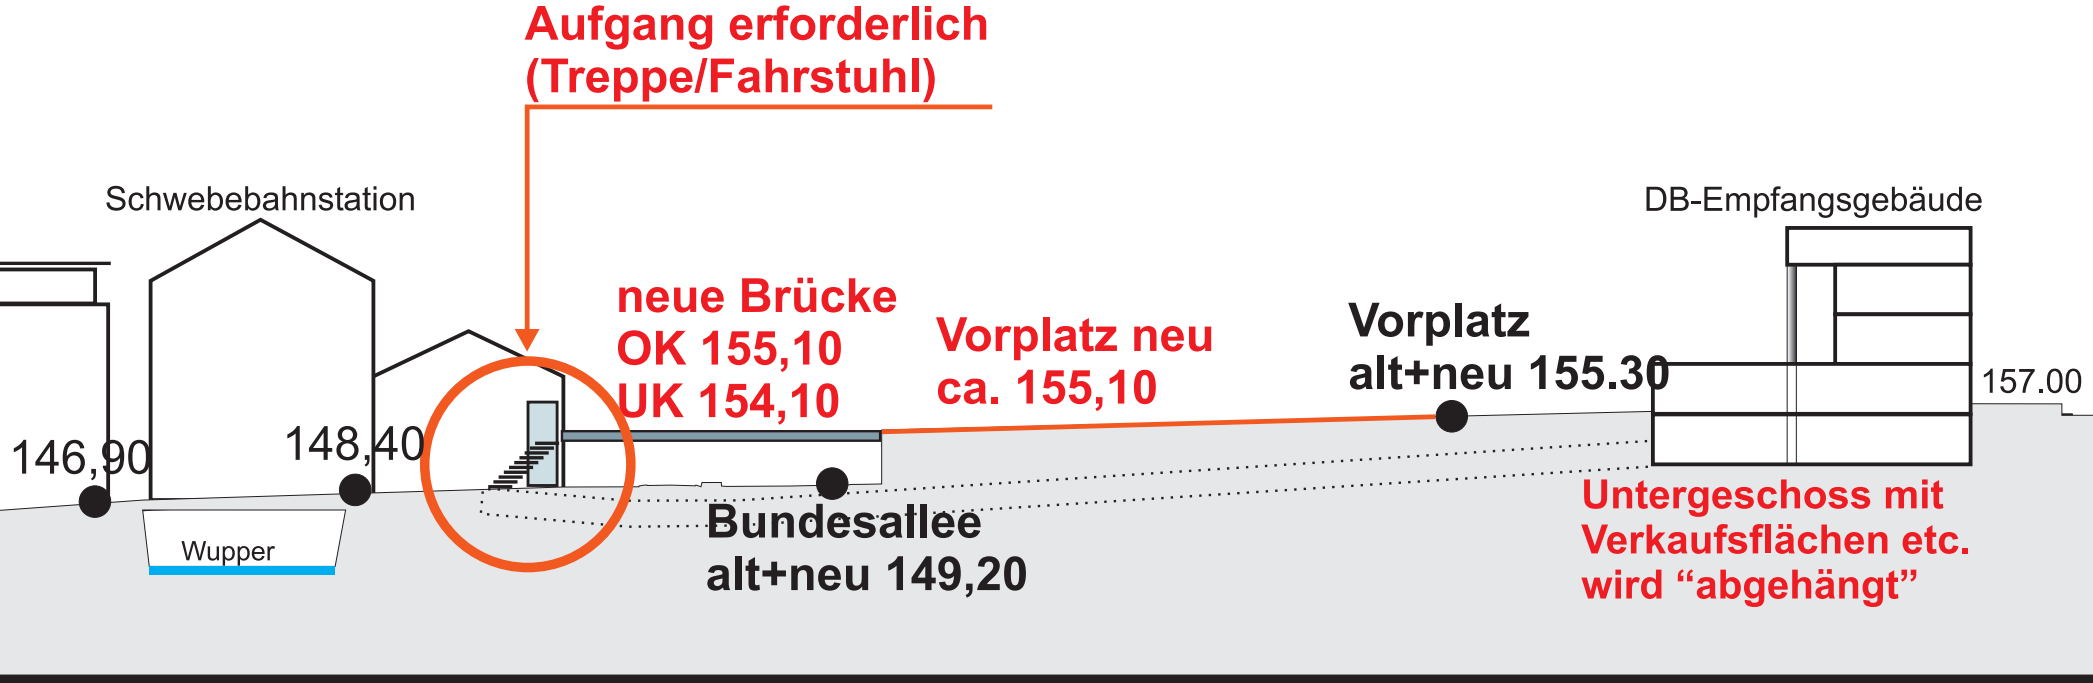 Aufgang erforderlich
(Treppe/Fahrstuhl)
Schwebebahnstation
DB-Empfangsgebäude
neue Brücke
OK 155,10
UK 154,10
Vorplatz neu
ca. 155,10
Vorplatz
alt+neu 155.30
157.00
146,90
148,40
Wupper
Bundesallee
alt+neu 149,20
Untergeschoss mit
Verkaufsflächen etc.
wird “abgehängt”